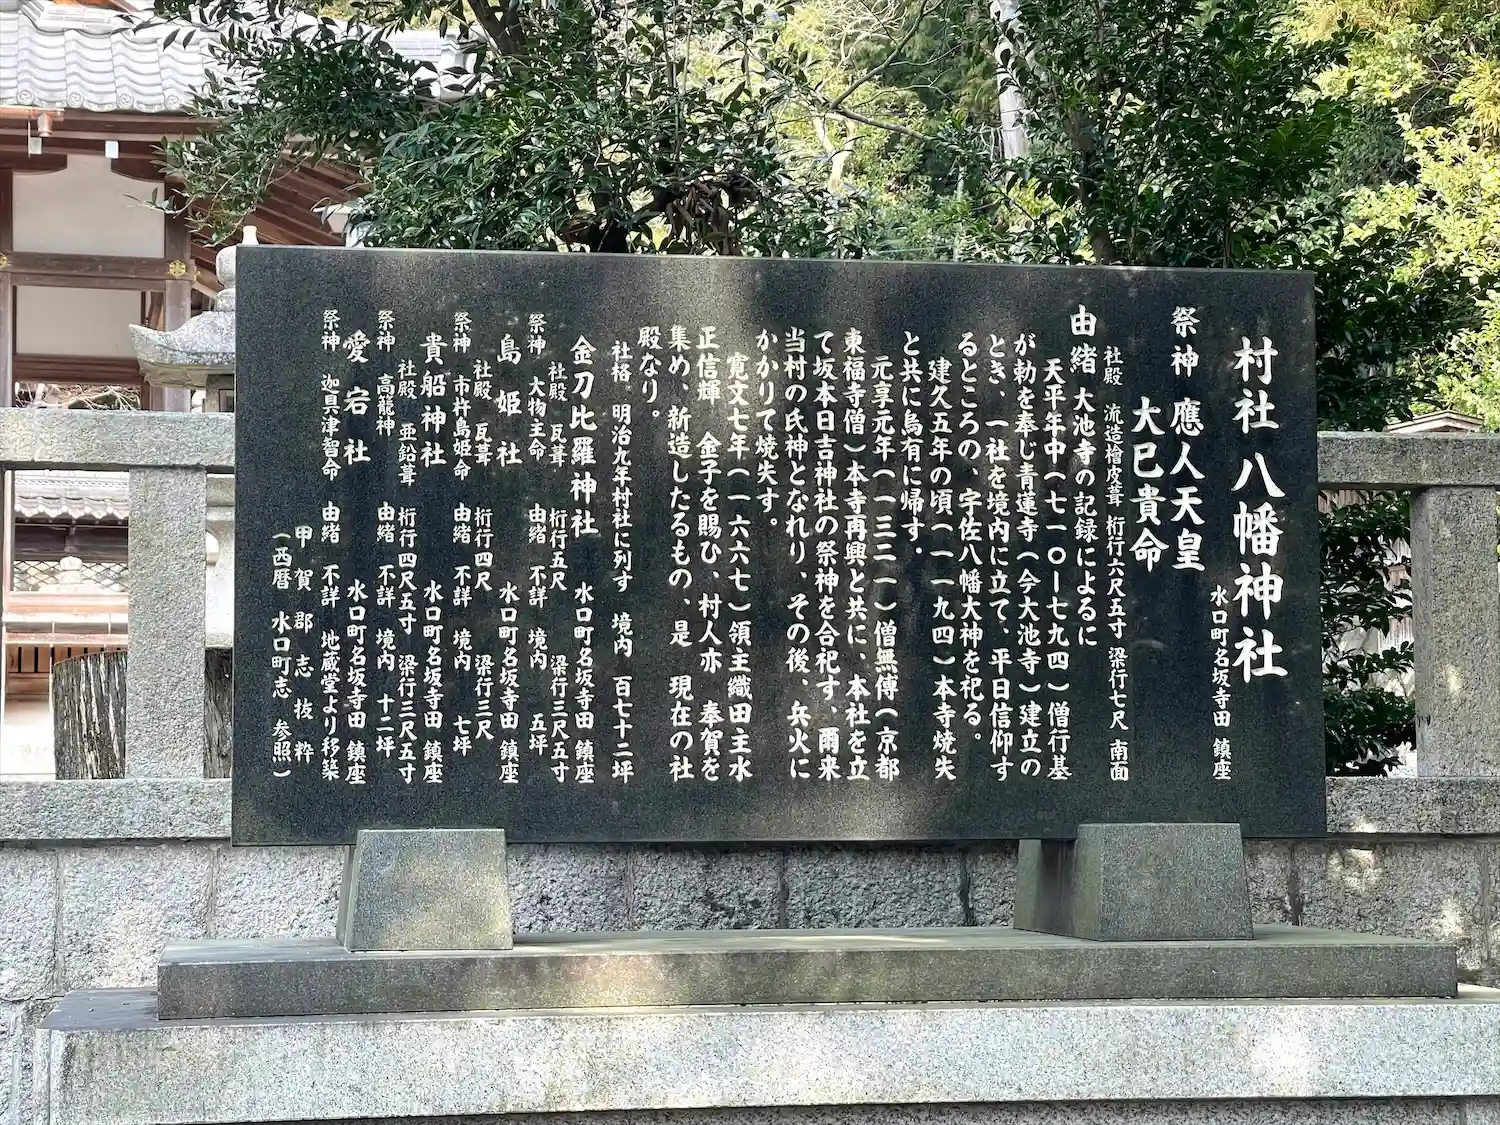 村社 八幡神社
水口町名坂寺田 鎮座
祭神 應人天皇
大巳貴命
社殿 流造檜皮葺 桁行六尺五寸 梁行七尺 南面
由緒 大池寺の記録によるに
天平年中(七一〇ー七九四)僧行基
が勅を奉じ青蓮寺(今大池寺)建立の
とき、一社を境内に立て、平日信仰す
るところの、宇佐八幡大神を祀る。
建久五年の頃(一一九四)本寺焼失
と共に烏有に帰す.
元享元年(一三二一)僧無傳(京都
東福寺僧)本寺再興と共に、本社を立
て坂本日吉神社の祭神を合祀す、爾来
当村の氏神となれり、その後、兵火に
かかりて焼失す。
寛文七年(一六六七)領主織田主水
正信輝 金子を賜ひ、村人亦 奉賀を
集め、新造したるもの、是 現在の社
殿なり。
社格 明治九年村社に列す 境内 百七十二坪
金刀比羅神社 水口町名坂寺田 鎮座
社殿 瓦葺 桁行五尺 梁行三尺五寸
祭神 大物主命 由緒 不詳 境内 五坪
島姫社 水口町名坂寺田 鎮座
社殿 瓦葺 桁行四尺 梁行三尺
祭神 市杵島姫命 由緒 不詳 境内 七坪
貴船神社 水口町名坂寺田 鎮座
社殿 亜鉛葺 桁行四尺五寸 梁行三尺五寸
祭神 高龍神 由緒 不詳 境内 十二坪
愛宕社 水口町名坂寺田 鎮座
祭神 迦具津智命 由緒 不詳 地蔵堂より移築
甲賀郡志抜粋
(西暦 水口町志 参照)